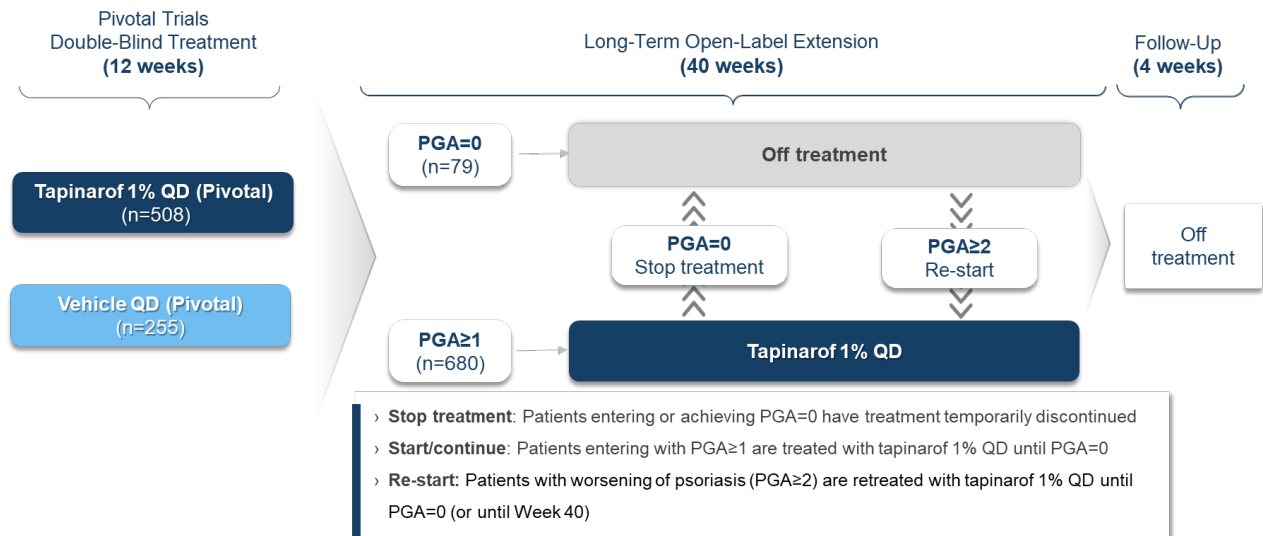 Pivotal Trials
Double-Blind Treatment
(12 weeks)
Long-Term Open-Label Extension
(40 weeks)
Follow-Up
(4 weeks)
Tapinarof 1% QD (Pivotal)
(n=508)
Vehicle QD (Pivotal)
(n=255)
PGA=0
(n=79)
Off treatment
PGA=0
Stop treatment
PGA≥2
Re-start
PGA≥1
(n=680)
Tapinarof 1% QD
Off
treatment
› Stop treatment: Patients entering or achieving PGA=0 have treatment temporarily discontinued
› Start/continue: Patients entering with PGA≥1 are treated with tapinarof 1% QD until PGA=0
› Re-start: Patients with worsening of psoriasis (PGA≥2) are retreated with tapinarof 1% QD until
PGA=0 (or until Week 40)